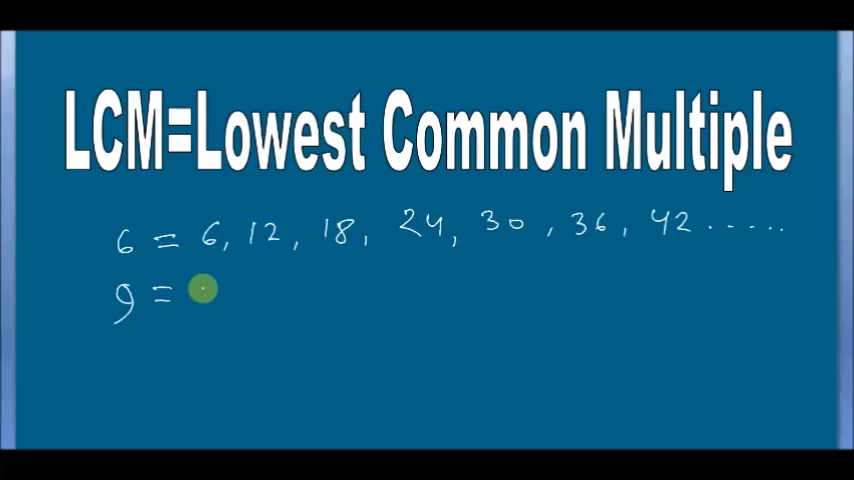 LCM=Lowest Common Multiple
6 = 6, 12, 18, 24, 30, 36, 42......
9 =